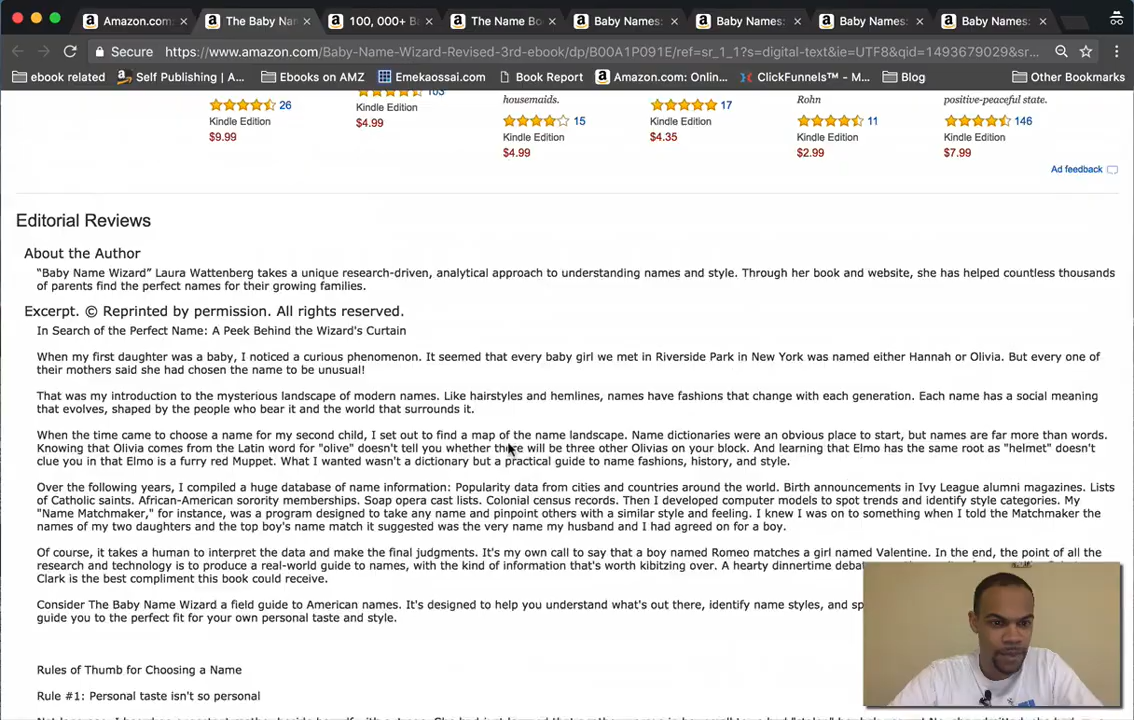 Amazon.com:
The Baby Na
100, 000+ B
The Name Bo
Baby Names:
Baby Names:
Baby Names:
Baby Names:
Secure https://www.amazon.com/Baby-Name-Wizard-Revised-3rd-ebook/dp/B00A1P091E/ref=sr_1_1?s=digital-text&ie=UTF8&qid=1493679029&sr...
ebook related Self Publishing | A... Ebooks on AMZ Emekaossai.com Book Report Amazon.com: Onlin... ClickFunnels™ - M... Blog Other Bookmarks
103
housemaids. Rohn positive-peaceful state.
26 Kindle Edition 17
Kindle Edition $4.99 15 Kindle Edition 11 146
$9.99 Kindle Edition $4.35 Kindle Edition Kindle Edition
$4.99 $2.99 $7.99
Ad feedback
Editorial Reviews
About the Author
“Baby Name Wizard” Laura Wattenberg takes a unique research-driven, analytical approach to understanding names and style. Through her book and website, she has helped countless thousands
of parents find the perfect names for their growing families.
Excerpt. © Reprinted by permission. All rights reserved.
In Search of the Perfect Name: A Peek Behind the Wizard's Curtain
When my first daughter was a baby, I noticed a curious phenomenon. It seemed that every baby girl we met in Riverside Park in New York was named either Hannah or Olivia. But every one of
their mothers said she had chosen the name to be unusual!
That was my introduction to the mysterious landscape of modern names. Like hairstyles and hemlines, names have fashions that change with each generation. Each name has a social meaning
that evolves, shaped by the people who bear it and the world that surrounds it.
When the time came to choose a name for my second child, I set out to find a map of the name landscape. Name dictionaries were an obvious place to start, but names are far more than words.
Knowing that Olivia comes from the Latin word for "olive" doesn't tell you whether there will be three other Olivias on your block. And learning that Elmo has the same root as "helmet" doesn't
clue you in that Elmo is a furry red Muppet. What I wanted wasn't a dictionary but a practical guide to name fashions, history, and style.
Over the following years, I compiled a huge database of name information: Popularity data from cities and countries around the world. Birth announcements in Ivy League alumni magazines. Lists
of Catholic saints. African-American sorority memberships. Soap opera cast lists. Colonial census records. Then I developed computer models to spot trends and identify style categories. My
"Name Matchmaker," for instance, was a program designed to take any name and pinpoint others with a similar style and feeling. I knew I was on to something when I told the Matchmaker the
names of my two daughters and the top boy's name match it suggested was the very name my husband and I had agreed on for a boy.
Of course, it takes a human to interpret the data and make the final judgments. It's my own call to say that a boy named Romeo matches a girl named Valentine. In the end, the point of all the
research and technology is to produce a real-world guide to names, with the kind of information that's worth kibitzing over. A hearty dinnertime deba
Clark is the best compliment this book could receive.
Consider The Baby Name Wizard a field guide to American names. It's designed to help you understand what's out there, identify name styles, and sp
guide you to the perfect fit for your own personal taste and style.
Rules of Thumb for Choosing a Name
Rule #1: Personal taste isn't so personal